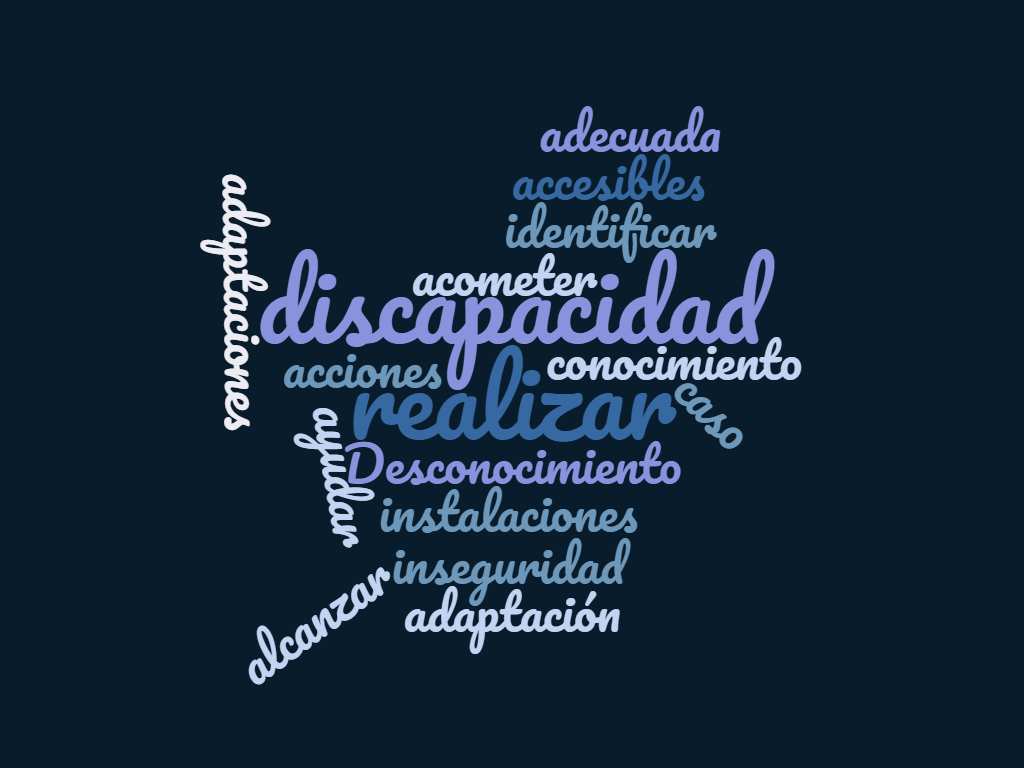 adecuada
accesibles
adaptaciones
identificar
acometer
discapacidad
conocimiento
acciones
realizar
caso
ayudar
Desconocimiento
instalaciones
inseguridad
alcanzar
adaptación